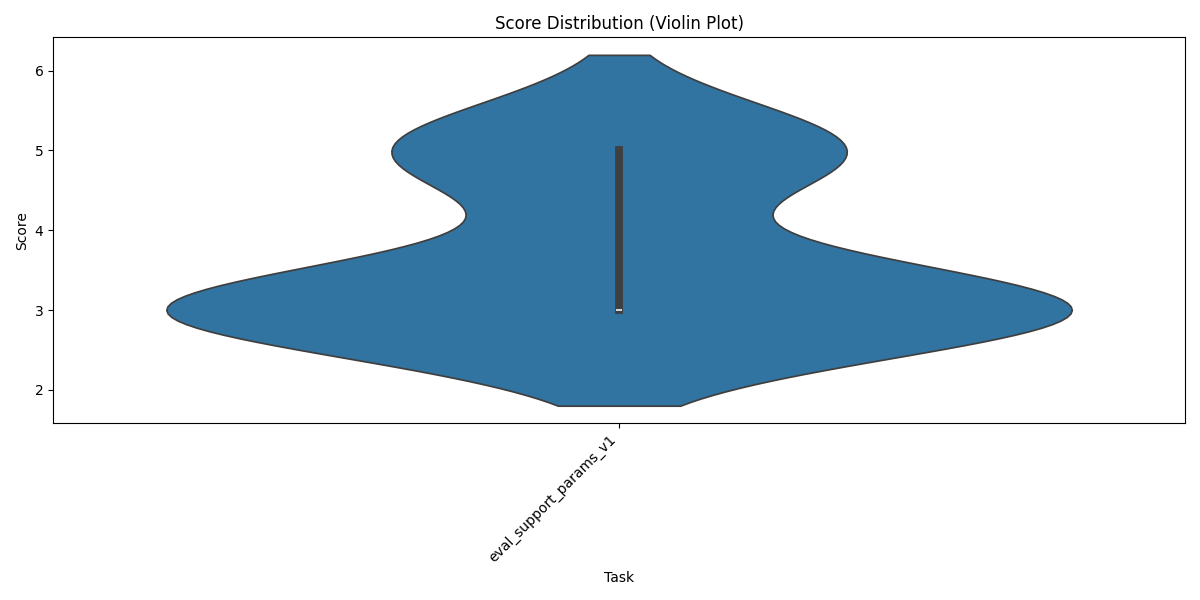 Score Distribution (Violin Plot)
6
5
4
3
2
Score
eval_support_params_v1
Task